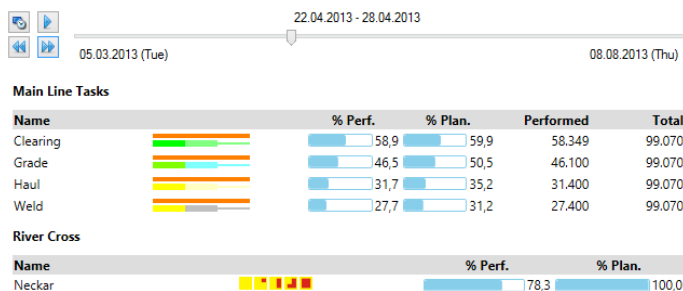 22.04.2013 - 28.04.2013
05.03.2013 (Tue) 08.08.2013 (Thu)
Main Line Tasks
Name % Perf. % Plan. Performed Total
Clearing 58,9 59,9 58.349 99.070
Grade 46,5 50,5 46.100 99.070
Haul 31,7 35,2 31.400 99.070
Weld 27,7 31,2 27.400 99.070
River Cross
Name % Perf. % Plan.
Neckar 78,3 100,0